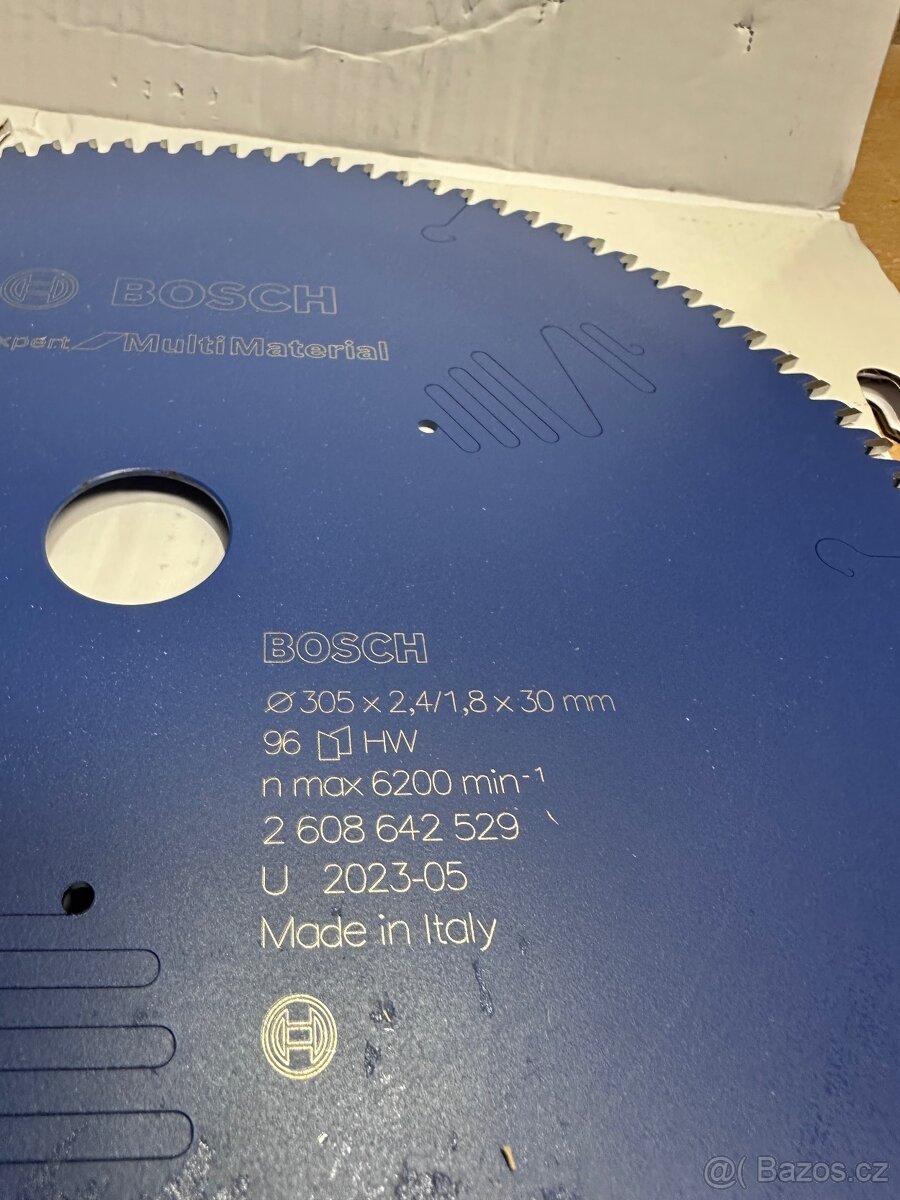 BOSCH
xpert MultiMaterial
BOSCH
Ø 305 x 2,4/1,8 x 30 mm
96 HW
n max 6200 min⁻¹
2 608 642 529
U 2023-05
Made in Italy
@( Bazos.cz